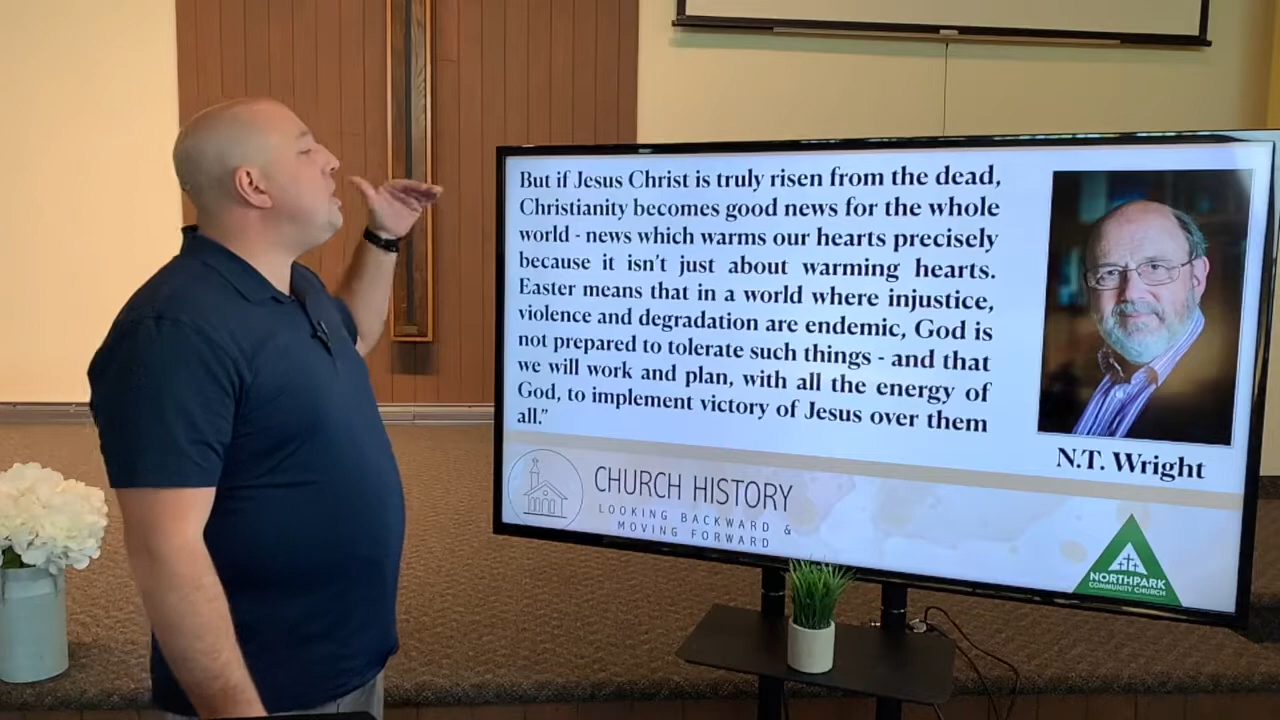 But if Jesus Christ is truly risen from the dead,
Christianity becomes good news for the whole
world - news which warms our hearts precisely
because it isn't just about warming hearts.
Easter means that in a world where injustice,
violence and degradation are endemic, God is
not prepared to tolerate such things - and that
we will work and plan, with all the energy of
God, to implement victory of Jesus over them
all.”
N.T. Wright
CHURCH HISTORY
LOOKING BACKWARD &
MOVING FORWARD
NORTHPARK
COMMUNITY CHURCH